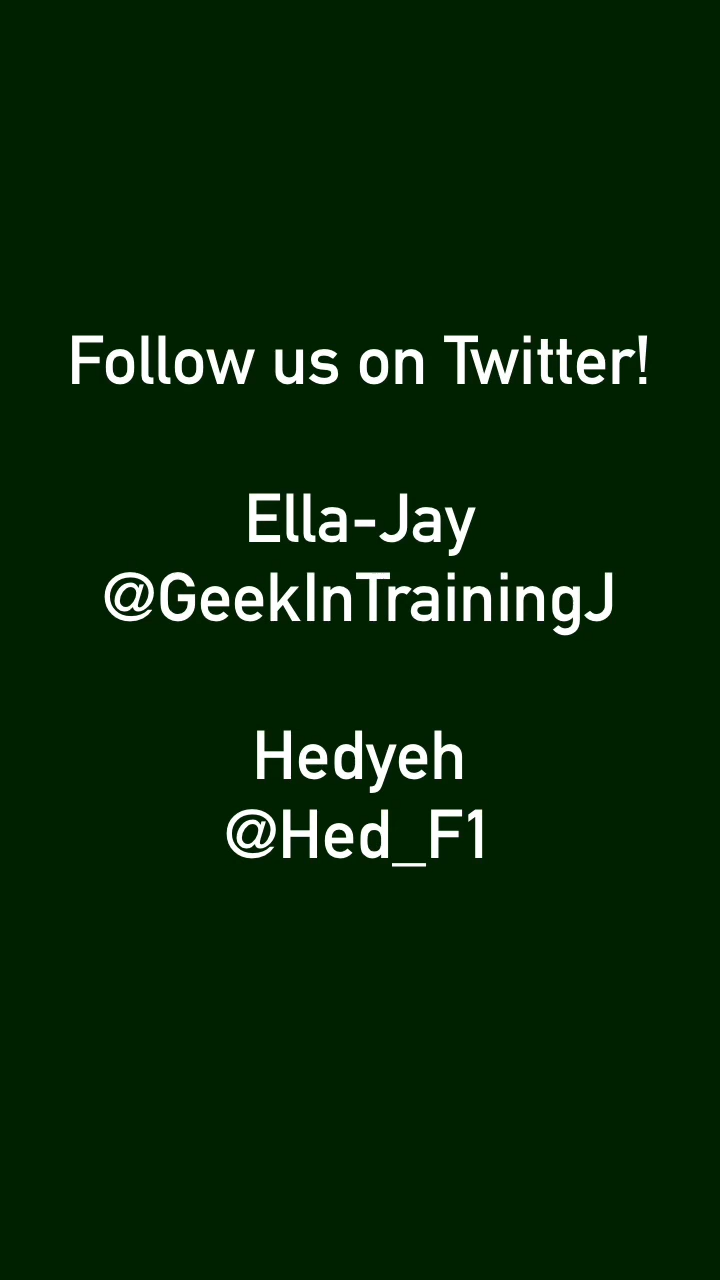 Follow us on Twitter!
Ella-Jay
@GeekInTrainingJ
Hedyeh
@Hed_F1